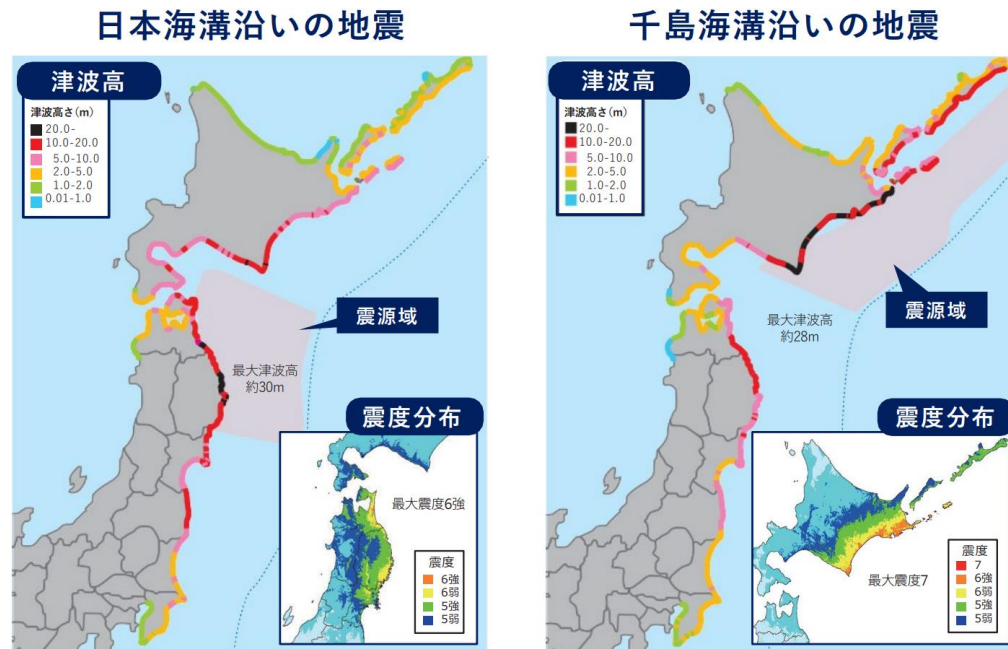 日本海溝沿いの地震
津波高
津波高さ(m)
20.0-
10.0-20.0
5.0-10.0
2.0-5.0
1.0-2.0
0.01-1.0
震源域
最大津波高
約30m
震度分布
最大震度6強
震度
6強
6弱
5強
5弱
千島海溝沿いの地震
津波高
津波高さ(m)
20.0-
10.0-20.0
5.0-10.0
2.0-5.0
1.0-2.0
0.01-1.0
震源域
最大津波高
約28m
震度分布
最大震度7
震度
7
6強
6弱
5強
5弱